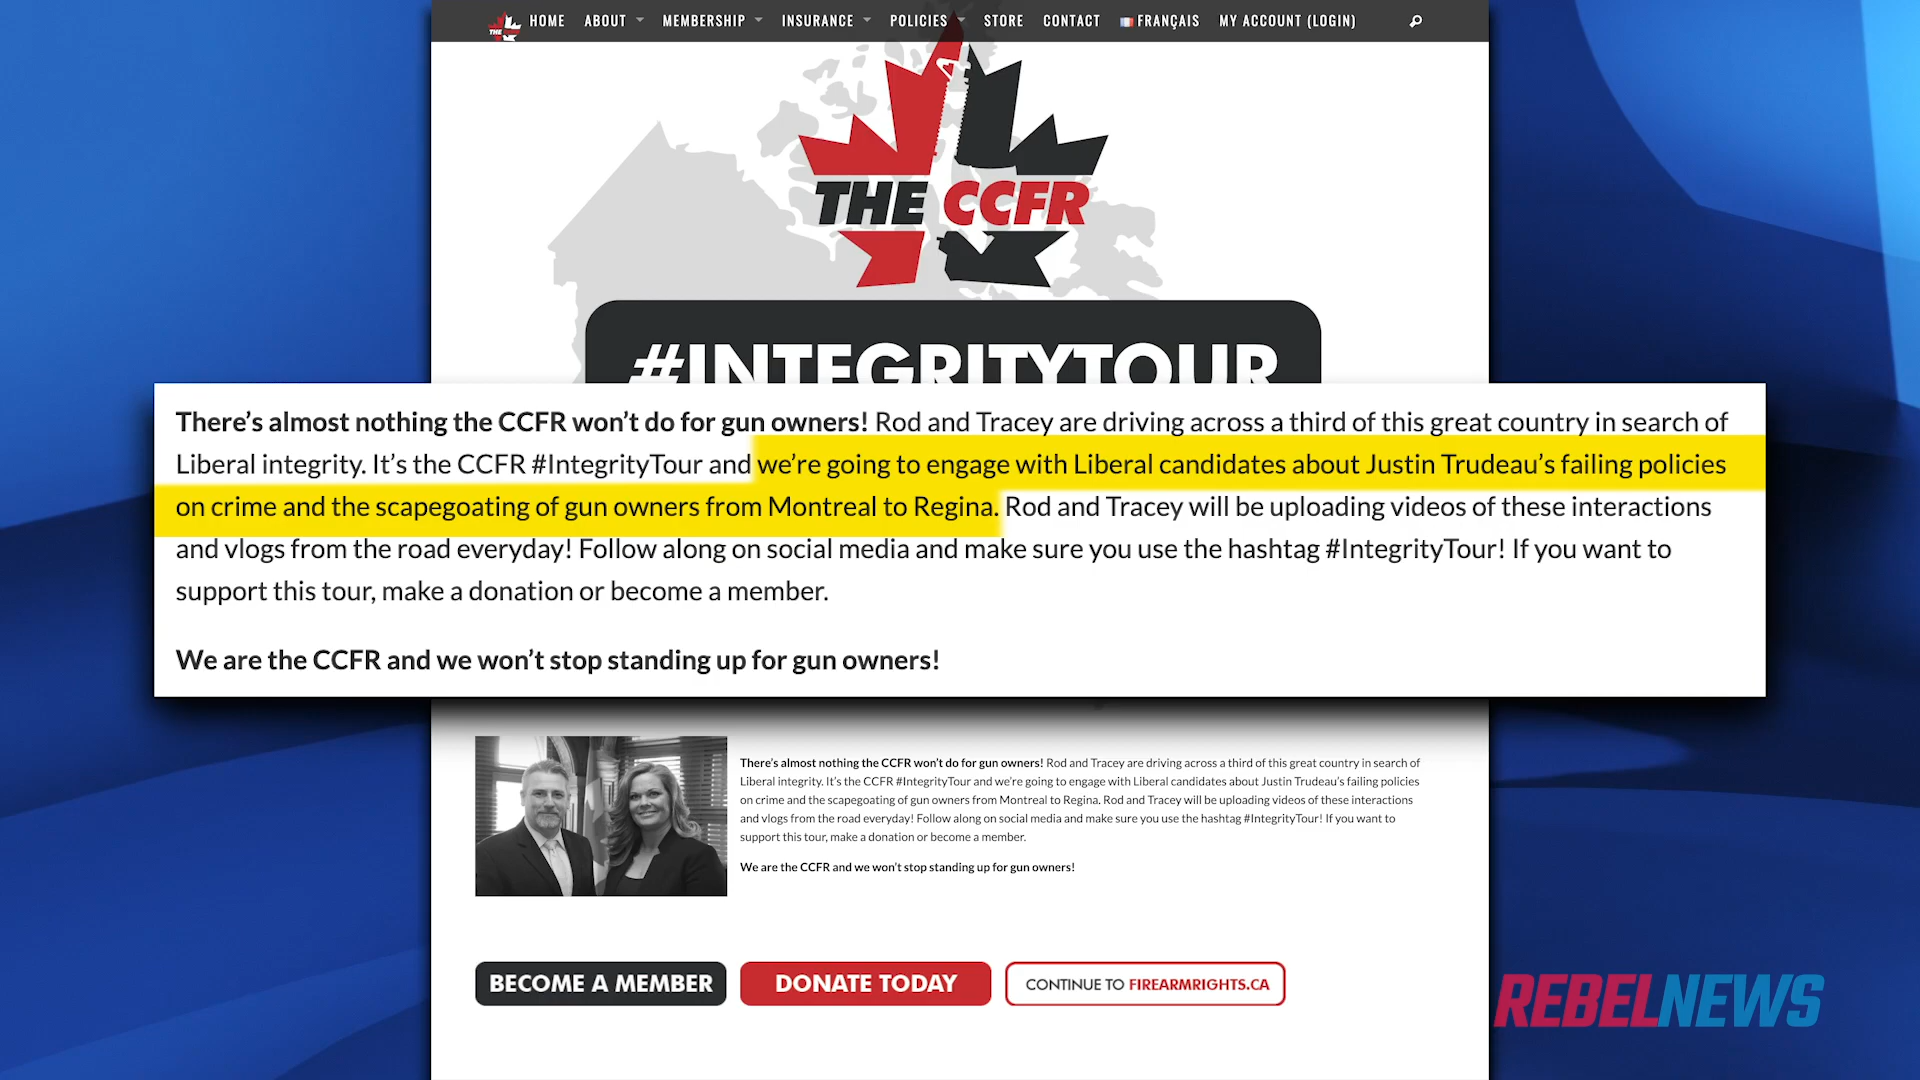 THE
HOME ABOUT MEMBERSHIP INSURANCE POLICIES STORE CONTACT FRANÇAIS MY ACCOUNT (LOGIN)
THE CCFR
#INTEGRITYTOUR
There's almost nothing the CCFR won't do for gun owners! Rod and Tracey are driving across a third of this great country in search of
Liberal integrity. It's the CCFR #IntegrityTour and we're going to engage with Liberal candidates about Justin Trudeau's failing policies
on crime and the scapegoating of gun owners from Montreal to Regina. Rod and Tracey will be uploading videos of these interactions
and vlogs from the road everyday! Follow along on social media and make sure you use the hashtag #IntegrityTour! If you want to
support this tour, make a donation or become a member.
We are the CCFR and we won't stop standing up for gun owners!
There's almost nothing the CCFR won't do for gun owners! Rod and Tracey are driving across a third of this great country in search of
Liberal integrity. It's the CCFR #IntegrityTour and we're going to engage with Liberal candidates about Justin Trudeau's failing policies
on crime and the scapegoating of gun owners from Montreal to Regina. Rod and Tracey will be uploading videos of these interactions
and vlogs from the road everyday! Follow along on social media and make sure you use the hashtag #IntegrityTour! If you want to
support this tour, make a donation or become a member.
We are the CCFR and we won't stop standing up for gun owners!
BECOME A MEMBER
DONATE TODAY
CONTINUE TO FIREARMRIGHTS.CA
REBELNEWS